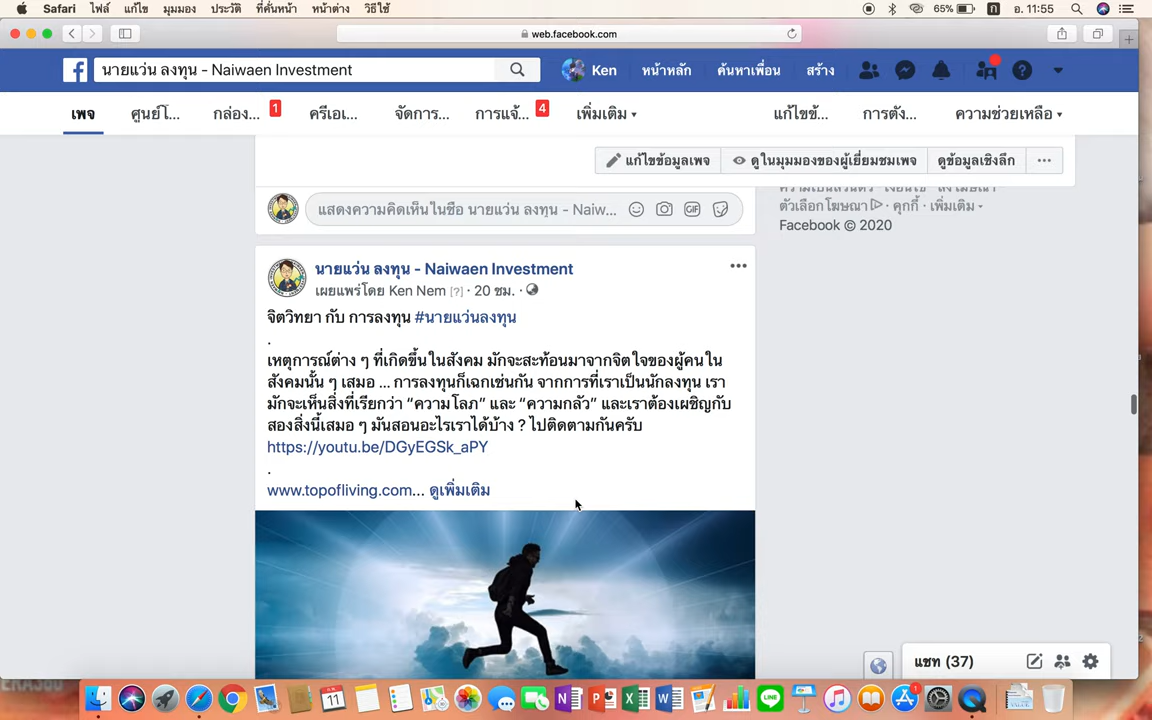 Safari ไฟล์ แก้ไข มุมมอง ประวัติ ที่คั่นหน้า หน้าต่าง วิธีใช้ 65% ก อ. 11:55
web.facebook.com
นายแว่น ลงทุน - Naiwaen Investment Ken หน้าหลัก ค้นหาเพื่อน สร้าง
เพจ ศูนย์โ... กล่อง... 1 ครีเอ... จัดการ... การแจ้... 4 เพิ่มเติม แก้ไขข้... การตั้... ความช่วยเหลือ
แก้ไขข้อมูลเพจ ดูในมุมมองของผู้เยี่ยมชมเพจ ดูข้อมูลเชิงลึก ...
แสดงความคิดเห็นในชื่อ นายแว่น ลงทุน - Naiw... GIF
ตัวเลือกโฆษณา · คุกกี้ · เพิ่มเติม
Facebook © 2020
นายแว่น ลงทุน - Naiwaen Investment
เผยแพร่โดย Ken Nem [?] · 20 ชม. ·
จิตวิทยา กับ การลงทุน #นายแว่นลงทุน
.
เหตุการณ์ต่าง ๆ ที่เกิดขึ้นในสังคม มักจะสะท้อนมาจากจิตใจของผู้คนใน
สังคมนั้น ๆ เสมอ ... การลงทุนก็เฉกเช่นกัน จากการที่เราเป็นนักลงทุน เรา
มักจะเห็นสิ่งที่เรียกว่า “ความโลภ” และ “ความกลัว” และเราต้องเผชิญกับ
สองสิ่งนี้เสมอ ๆ มันสอนอะไรเราได้บ้าง ? ไปติดตามกันครับ
https://youtu.be/DGyEGSk_aPY
.
www.topofliving.com... ดูเพิ่มเติม
แชท (37)
11 LINE 1